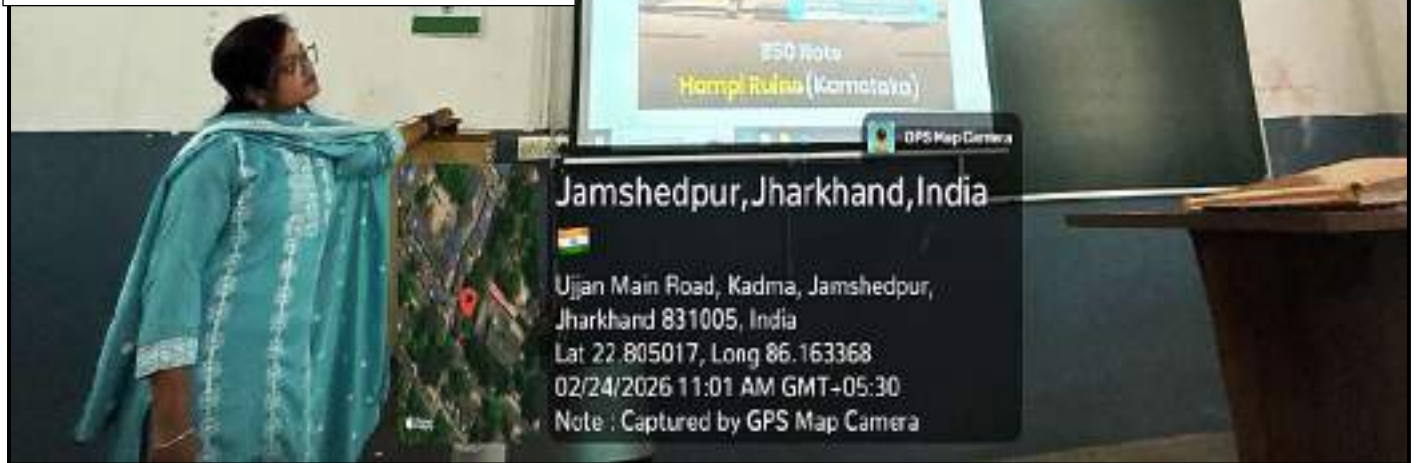 ₹50 Note
Hampi Ruins (Karnataka)
GPS Map Camera
Jamshedpur,Jharkhand,India
Ujjan Main Road, Kadma, Jamshedpur,
Jharkhand 831005, India
Lat 22.805017, Long 86.163368
02/24/2026 11:01 AM GMT+05:30
Note : Captured by GPS Map Camera